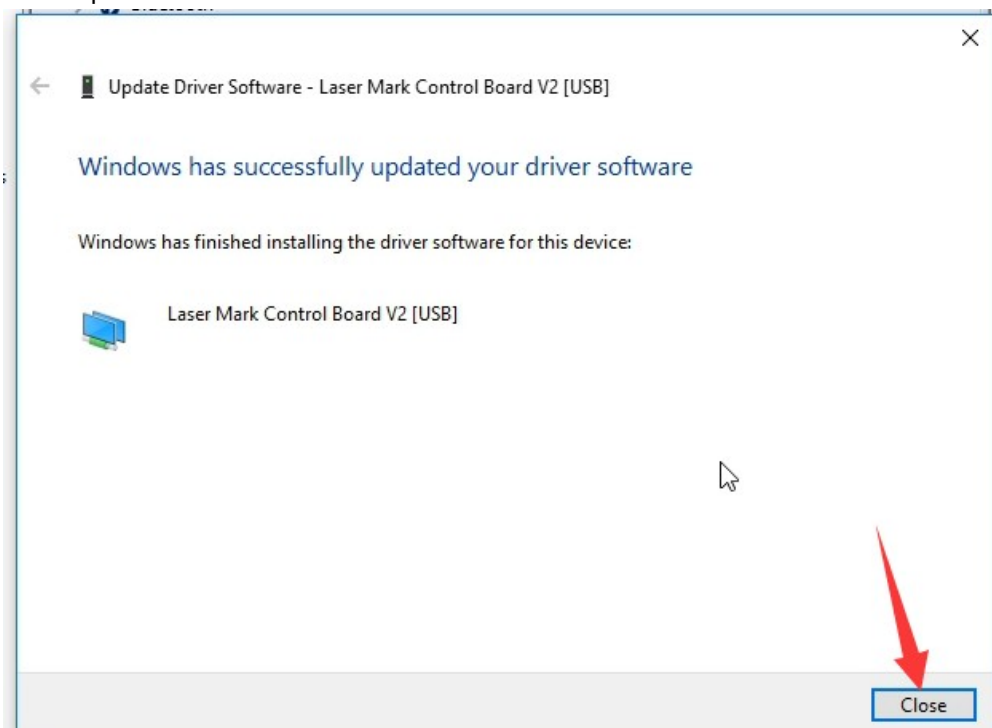 Update Driver Software - Laser Mark Control Board V2 [USB]
Windows has successfully updated your driver software
Windows has finished installing the driver software for this device:
Laser Mark Control Board V2 [USB]
Close